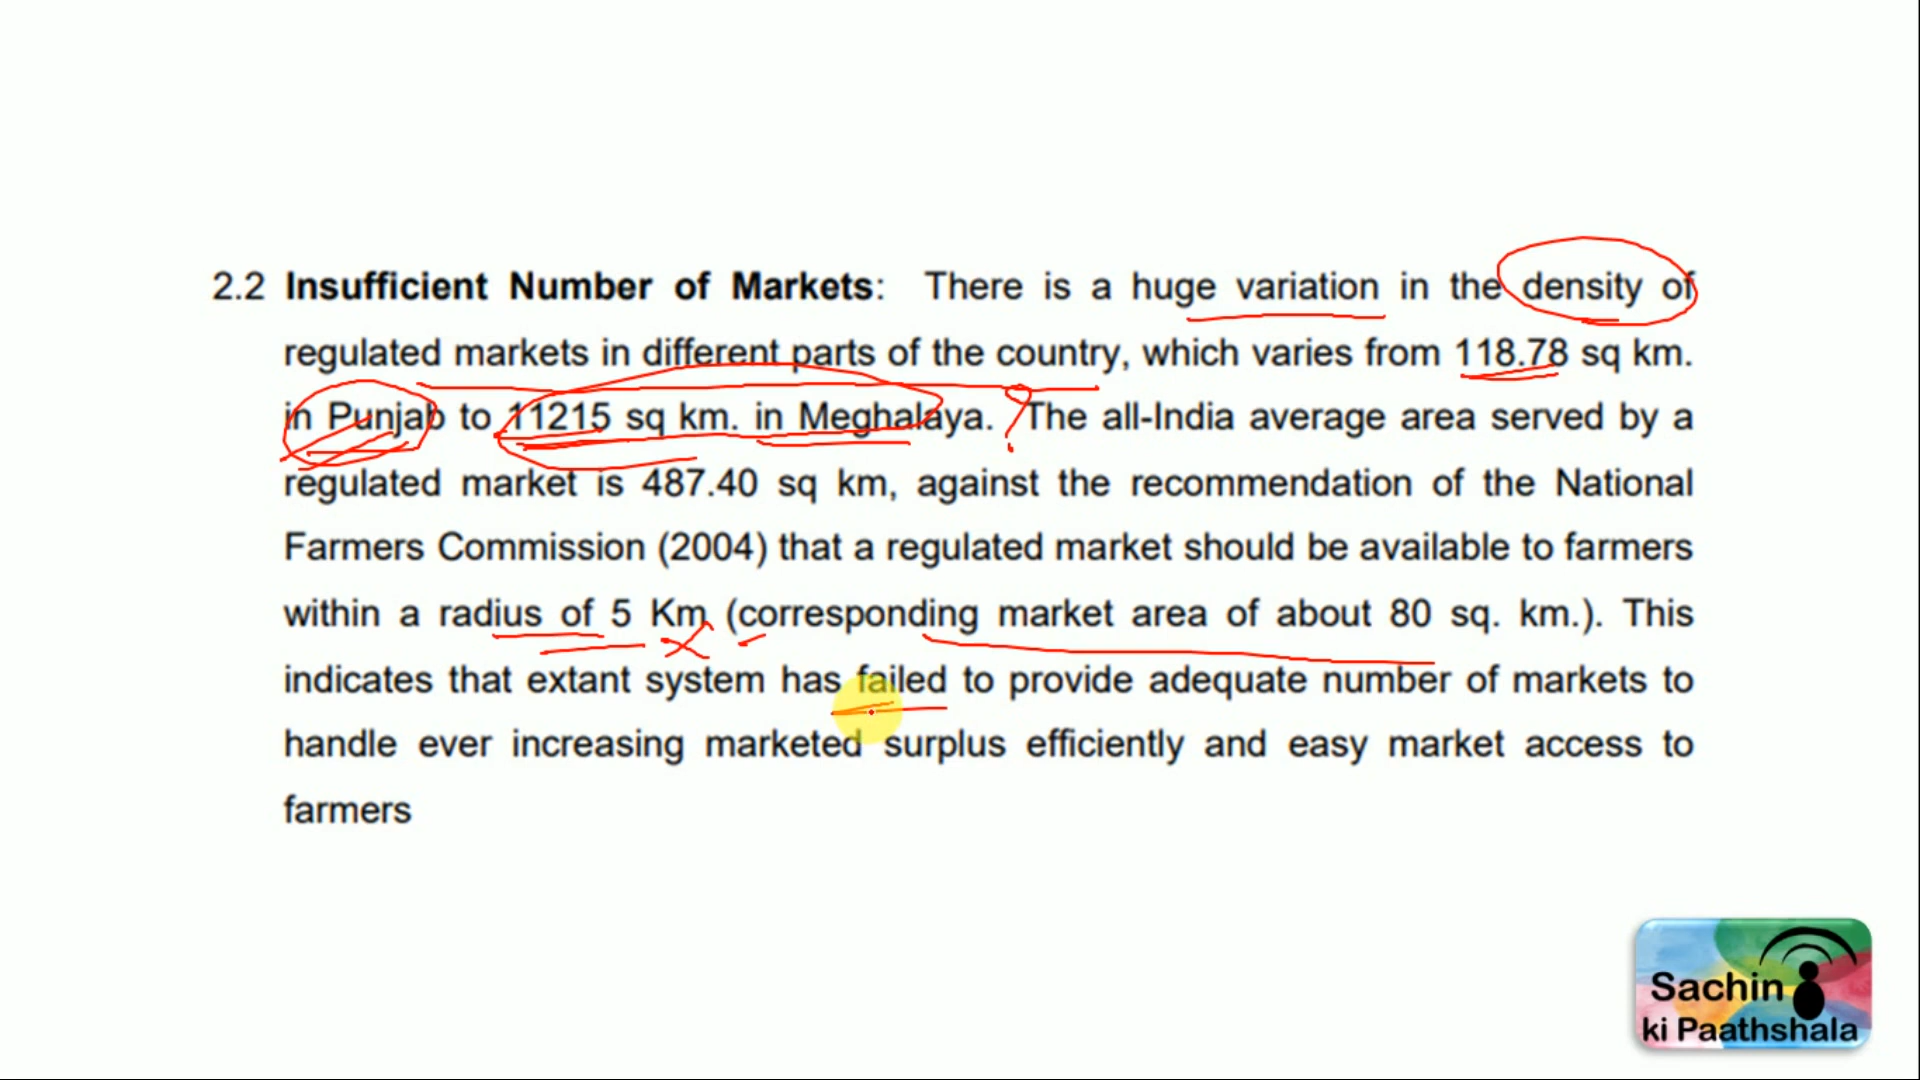 2.2 Insufficient Number of Markets: There is a huge variation in the density of
regulated markets in different parts of the country, which varies from 118.78 sq km.
in Punjab to 11215 sq km. in Meghalaya. ? The all-India average area served by a
regulated market is 487.40 sq km, against the recommendation of the National
Farmers Commission (2004) that a regulated market should be available to farmers
within a radius of 5 Km (corresponding market area of about 80 sq. km.). This
indicates that extant system has failed to provide adequate number of markets to
handle ever increasing marketed surplus efficiently and easy market access to
farmers
Sachin
ki Paathshala